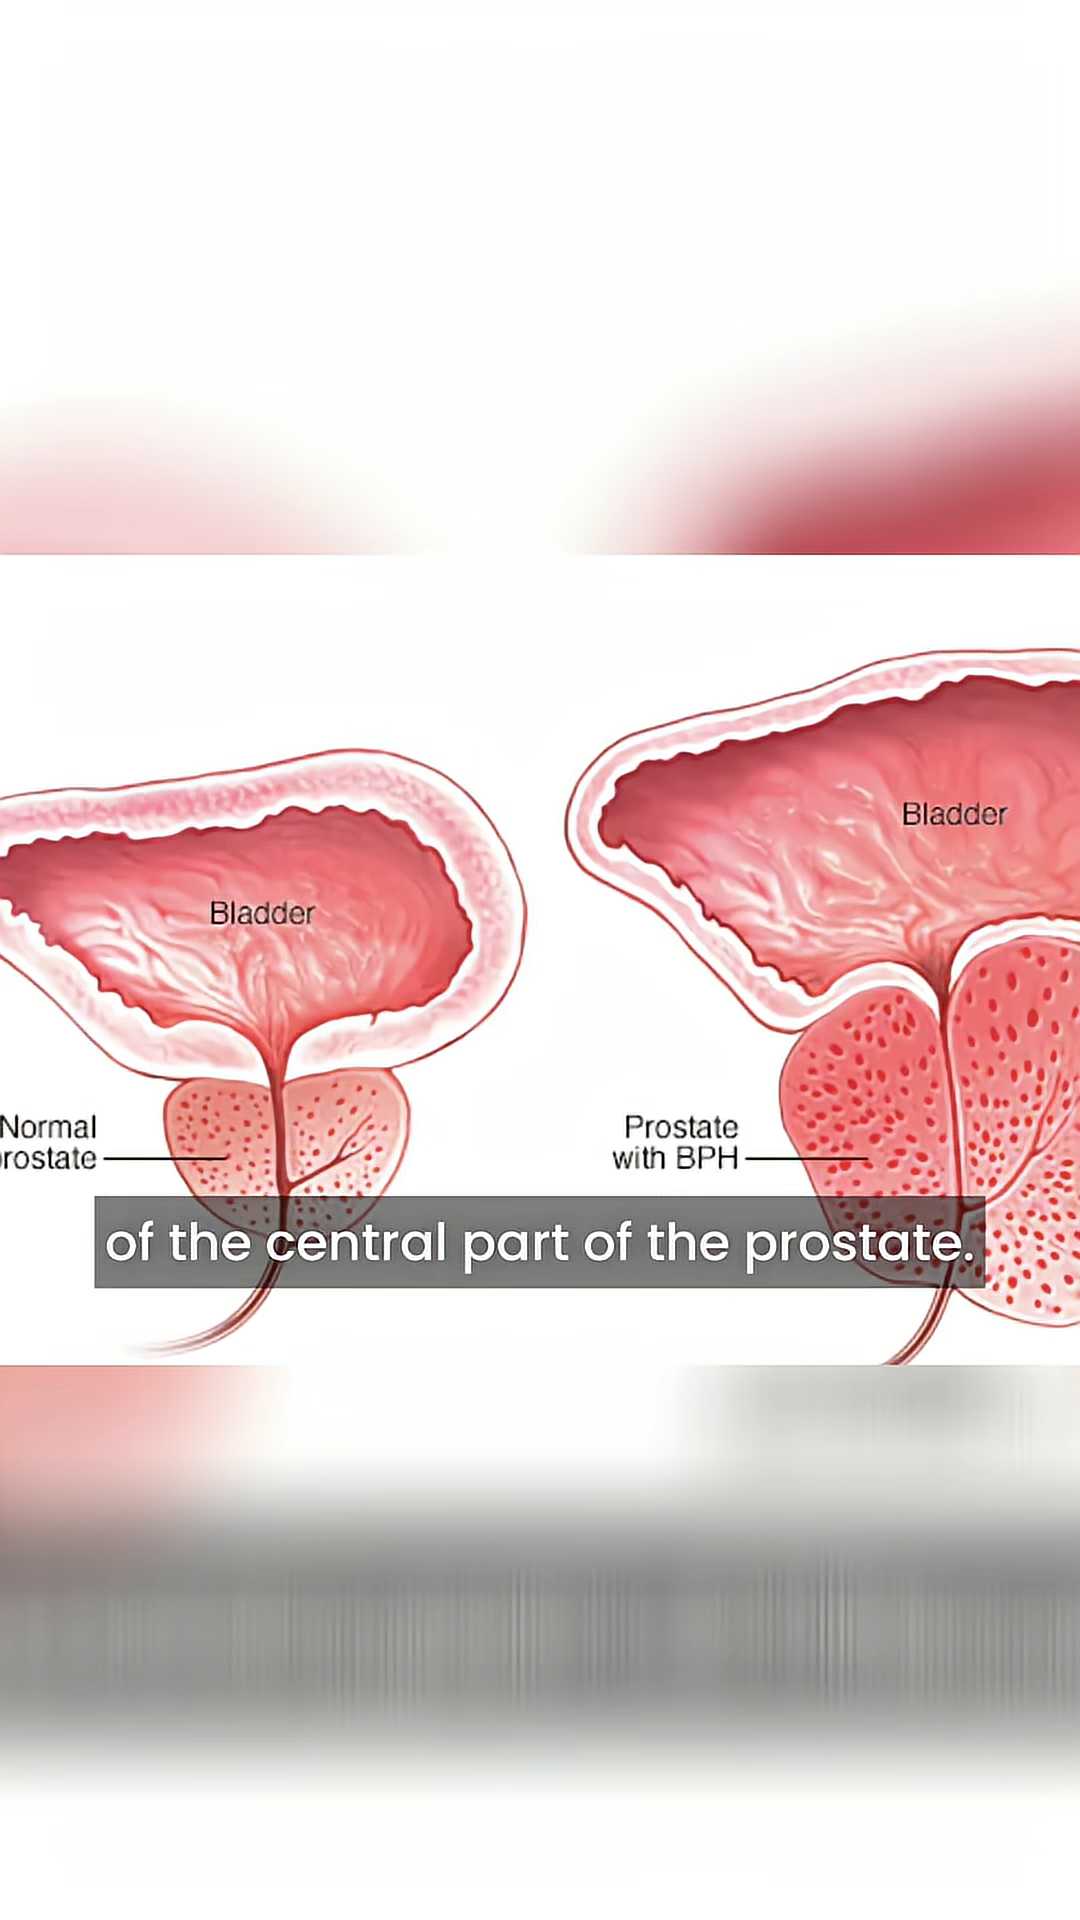 Bladder
Bladder
Normal
rostate
Prostate
with BPH
of the central part of the prostate.